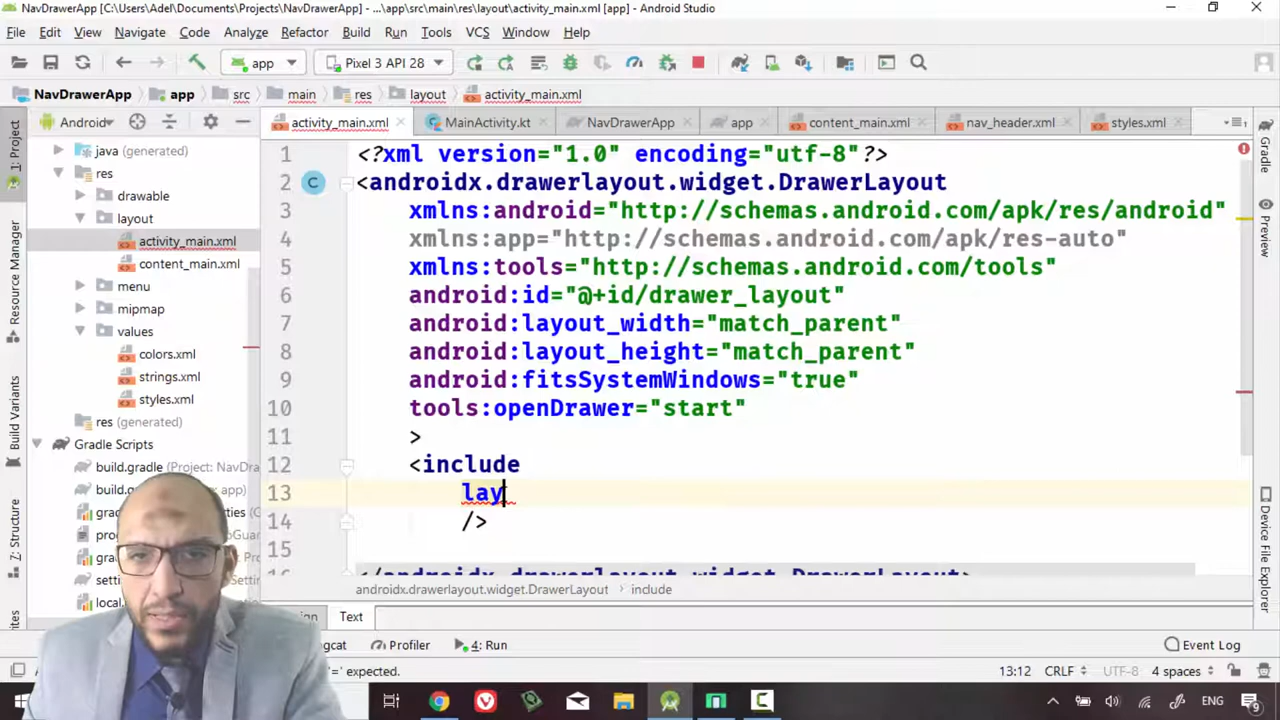 NavDrawerApp [C:\Users\Adel\Documents\Projects\NavDrawerApp] - ...\app\src\main\res\layout\activity_main.xml [app] - Android Studio
File Edit View Navigate Code Analyze Refactor Build Run Tools VCS Window Help
app Pixel 3 API 28
NavDrawerApp app src main res layout activity_main.xml
Android activity_main.xml MainActivity.kt NavDrawerApp app content_main.xml nav_header.xml styles.xml
1: Project
Resource Manager
Build Variants
Z: Structure
java (generated)
res
drawable
layout
activity_main.xml
content_main.xml
menu
mipmap
values
colors.xml
strings.xml
styles.xml
res (generated)
Gradle Scripts
build.gradle (Project: NavDra
app)
1 <?xml version="1.0" encoding="utf-8"?>
2 <androidx.drawerlayout.widget.DrawerLayout
3 xmlns:android="http://schemas.android.com/apk/res/android"
4 xmlns:app="http://schemas.android.com/apk/res-auto"
5 xmlns:tools="http://schemas.android.com/tools"
6 android:id="@+id/drawer_layout"
7 android:layout_width="match_parent"
8 android:layout_height="match_parent"
9 android:fitsSystemWindows="true"
10 tools:openDrawer="start"
11 >
12 <include
13 lay
14 />
15
16 </androidx.drawerlayout.widget.DrawerLayout>
androidx.drawerlayout.widget.DrawerLayout include
Text
Gradle
Preview
Device File Explorer
Profiler 4: Run Event Log
'=' expected. 13:12 CRLF UTF-8 4 spaces
ENG